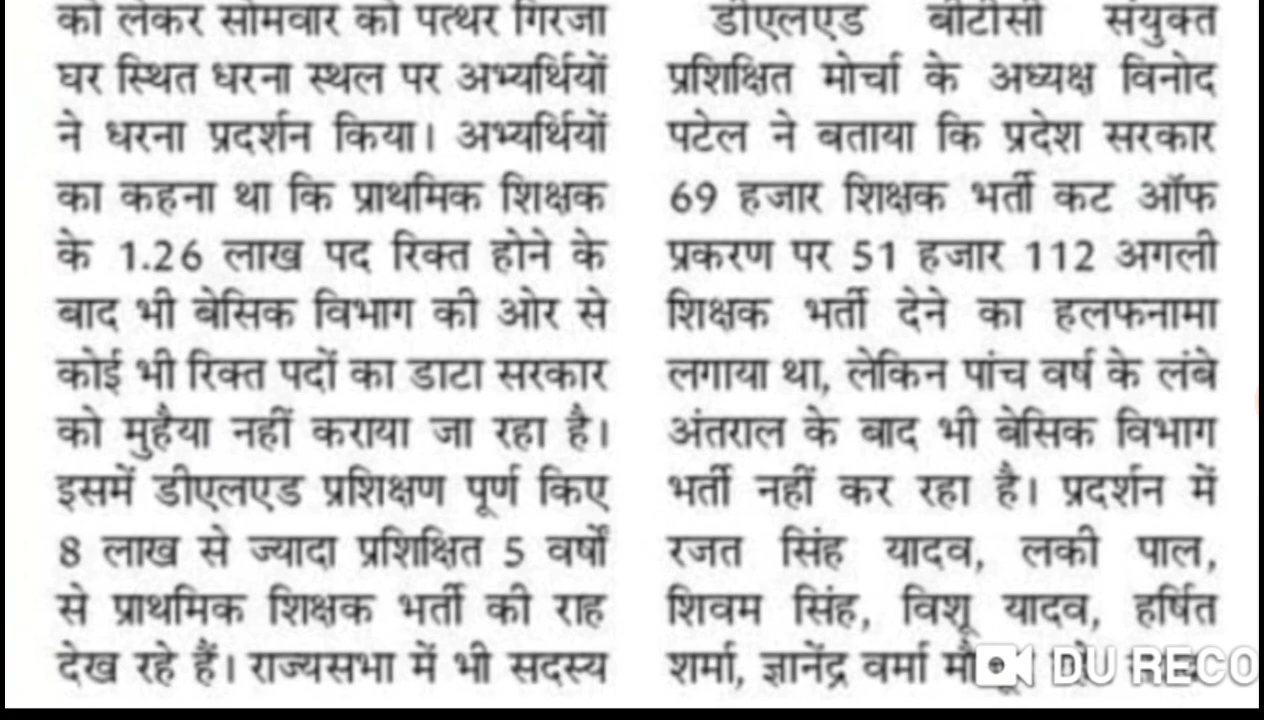 को लेकर सोमवार को पत्थर गिरजा
घर स्थित धरना स्थल पर अभ्यर्थियों
ने धरना प्रदर्शन किया। अभ्यर्थियों
का कहना था कि प्राथमिक शिक्षक
के 1.26 लाख पद रिक्त होने के
बाद भी बेसिक विभाग की ओर से
कोई भी रिक्त पदों का डाटा सरकार
को मुहैया नहीं कराया जा रहा है।
इसमें डीएलएड प्रशिक्षण पूर्ण किए
8 लाख से ज्यादा प्रशिक्षित 5 वर्षों
से प्राथमिक शिक्षक भर्ती की राह
देख रहे हैं। राज्यसभा में भी सदस्य
डीएलएड बीटीसी संयुक्त
प्रशिक्षित मोर्चा के अध्यक्ष विनोद
पटेल ने बताया कि प्रदेश सरकार
69 हजार शिक्षक भर्ती कट ऑफ
प्रकरण पर 51 हजार 112 अगली
शिक्षक भर्ती देने का हलफनामा
लगाया था, लेकिन पांच वर्ष के लंबे
अंतराल के बाद भी बेसिक विभाग
भर्ती नहीं कर रहा है। प्रदर्शन में
रजत सिंह यादव, लकी पाल,
शिवम सिंह, विशू यादव, हर्षित
शर्मा, ज्ञानेंद्र वर्मा
DU RECO